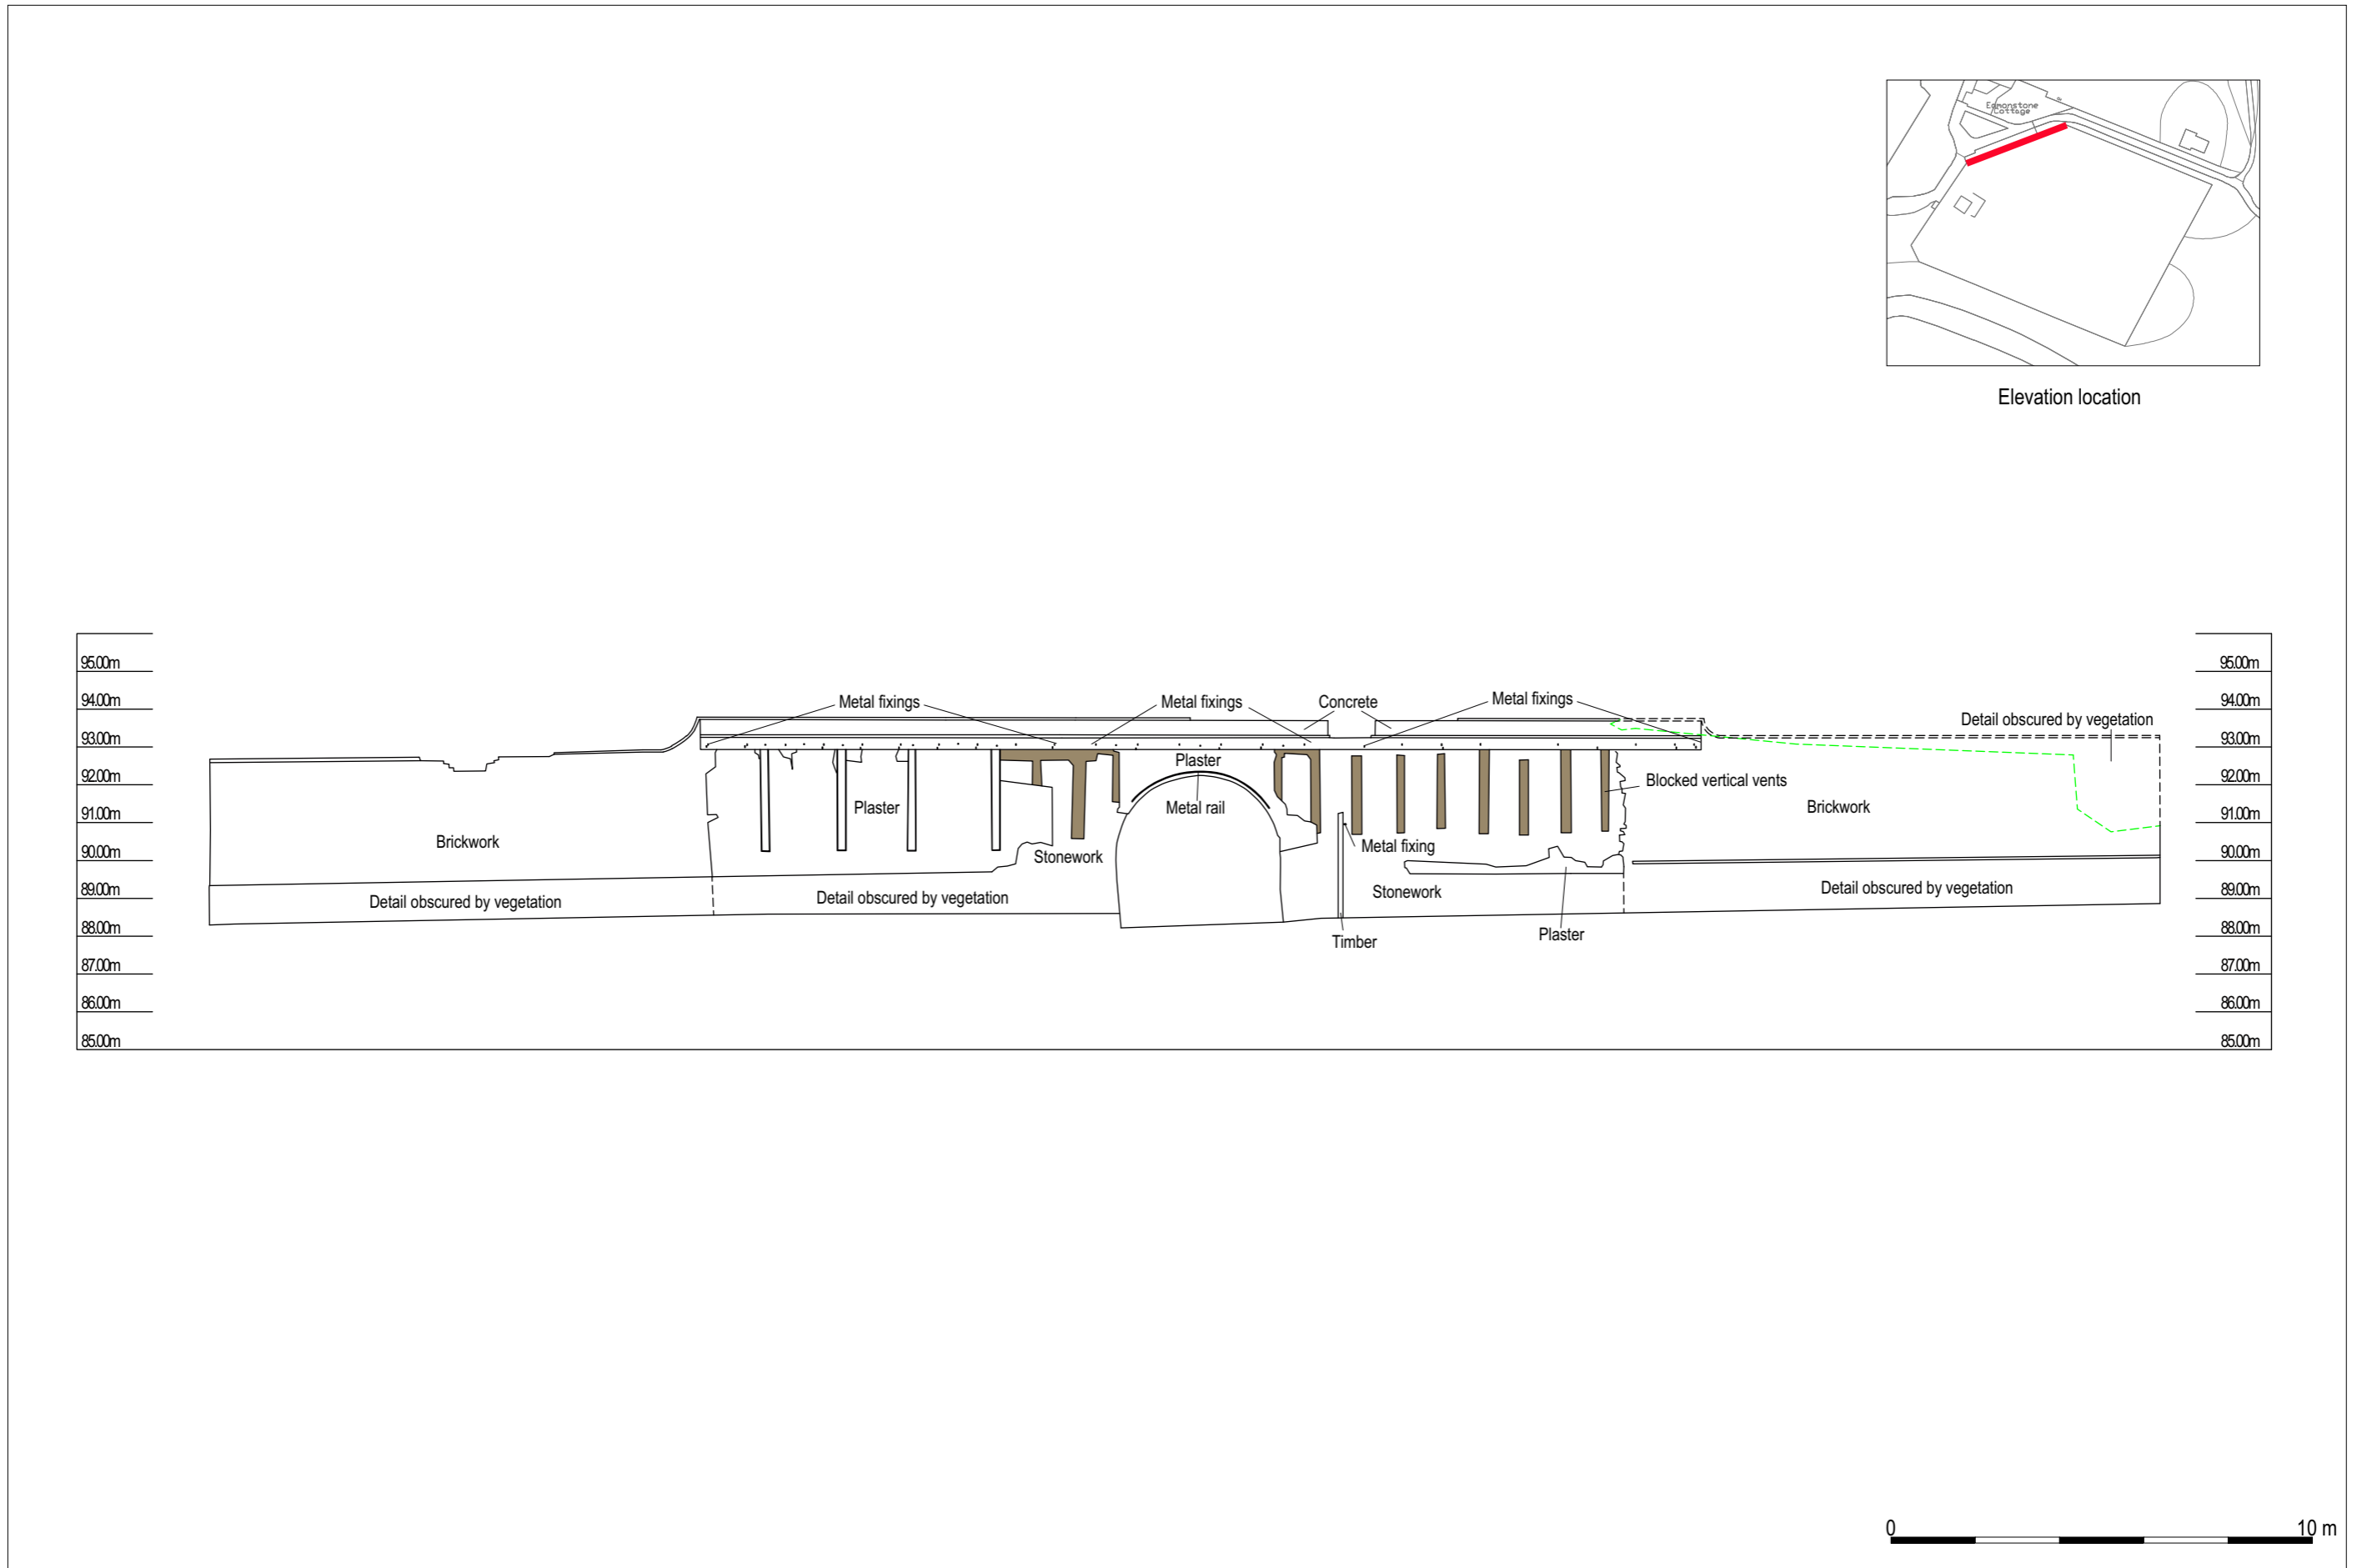 Egmonstone
Cottage
Elevation location
95.00m
94.00m
93.00m
92.00m
91.00m
90.00m
89.00m
88.00m
87.00m
86.00m
85.00m
95.00m
94.00m
93.00m
92.00m
91.00m
90.00m
89.00m
88.00m
87.00m
86.00m
85.00m
Metal fixings
Metal fixings
Concrete
Metal fixings
Detail obscured by vegetation
Plaster
Blocked vertical vents
Plaster
Metal rail
Brickwork
Brickwork
Metal fixing
Stonework
Detail obscured by vegetation
Detail obscured by vegetation
Stonework
Detail obscured by vegetation
Timber
Plaster
0
10 m